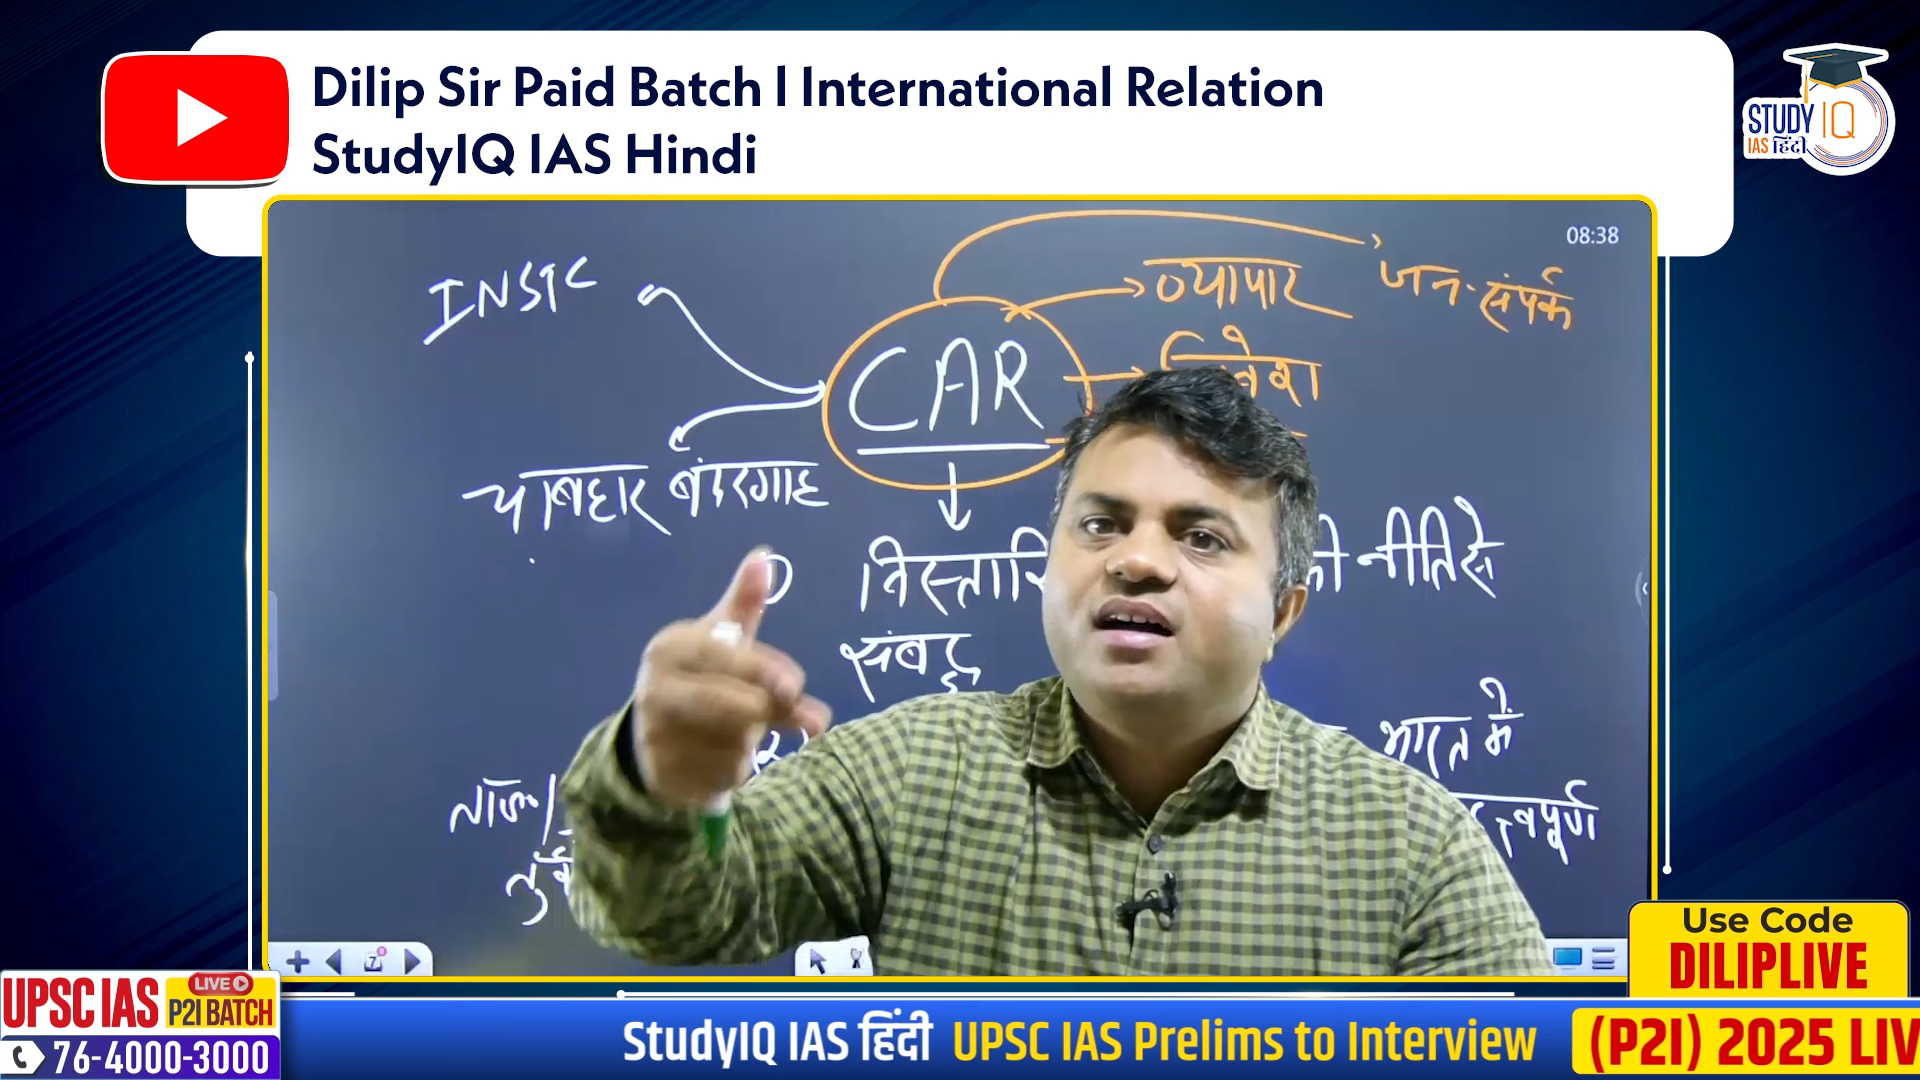 Dilip Sir Paid Batch l International Relation
StudyIQ IAS Hindi
STUDY IQ
IAS हिंदी
08:38
INSTC
व्यापार
जन-संपर्क
CAR
चाबहार बंदरगाह
की नीति से
संबद्ध
भारत के
Use Code
DILIPLIVE
UPSC IAS
LIVE
P2I BATCH
76-4000-3000
StudyIQ IAS हिंदी UPSC IAS Prelims to Interview
(P2I) 2025 LIV